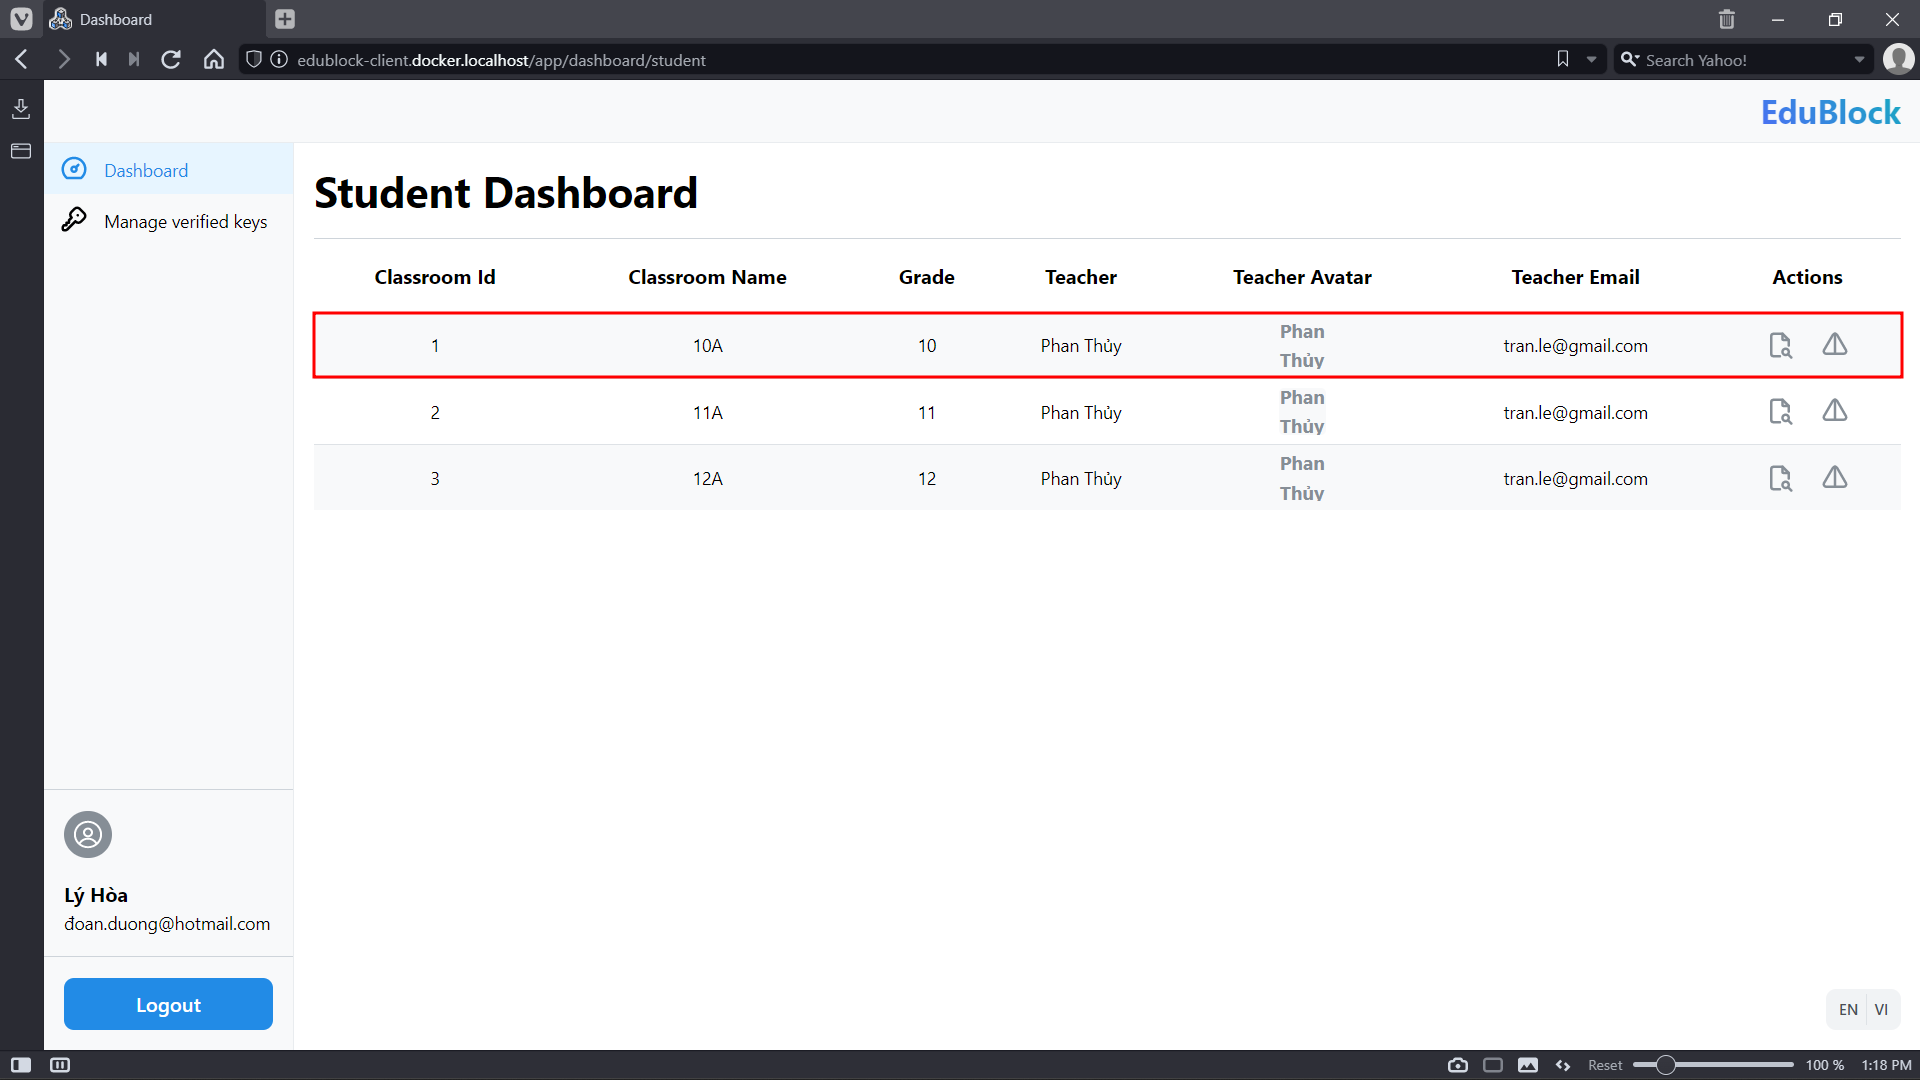 Dashboard
edublock-client.docker.localhost/app/dashboard/student
Search Yahoo!
EduBlock
Dashboard
Manage verified keys
Student Dashboard
Classroom Id Classroom Name Grade Teacher Teacher Avatar Teacher Email Actions
1 10A 10 Phan Thủy Phan Thủy tran.le@gmail.com
2 11A 11 Phan Thủy Phan Thủy tran.le@gmail.com
3 12A 12 Phan Thủy Phan Thủy tran.le@gmail.com
Lý Hòa
đoan.duong@hotmail.com
Logout
EN VI
Reset 100 % 1:18 PM